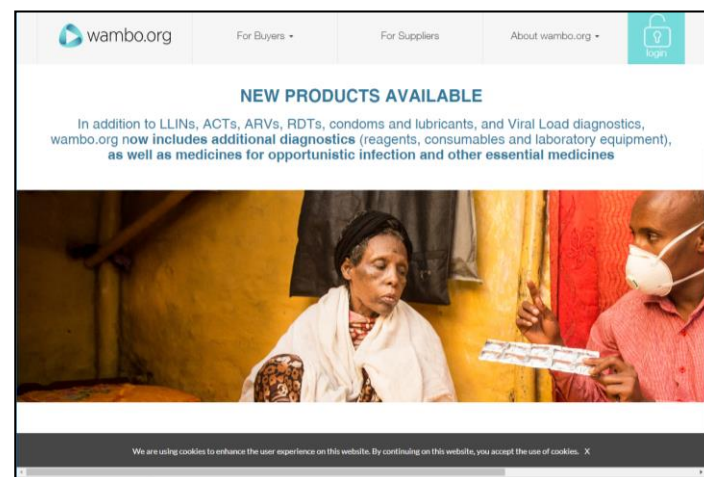 wambo.org
For Buyers
For Suppliers
About wambo.org
login
NEW PRODUCTS AVAILABLE
In addition to LLINs, ACTs, ARVs, RDTs, condoms and lubricants, and Viral Load diagnostics,
wambo.org now includes additional diagnostics (reagents, consumables and laboratory equipment),
as well as medicines for opportunistic infection and other essential medicines
We are using cookies to enhance the user experience on this website. By continuing on this website, you accept the use of cookies. X